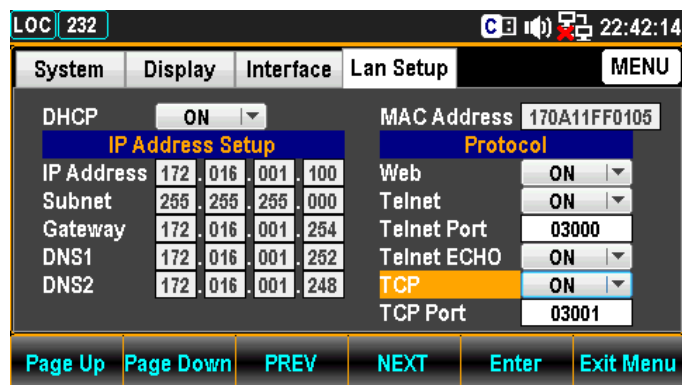 LOC 232 C 22:42:14
System Display Interface Lan Setup MENU
DHCP ON MAC Address 170A11FF0105
IP Address Setup Protocol
IP Address 172 . 016 . 001 . 100 Web ON
Subnet 255 . 255 . 255 . 000 Telnet ON
Gateway 172 . 016 . 001 . 254 Telnet Port 03000
DNS1 172 . 016 . 001 . 252 Telnet ECHO ON
DNS2 172 . 016 . 001 . 248 TCP ON
TCP Port 03001
Page Up Page Down PREV NEXT Enter Exit Menu